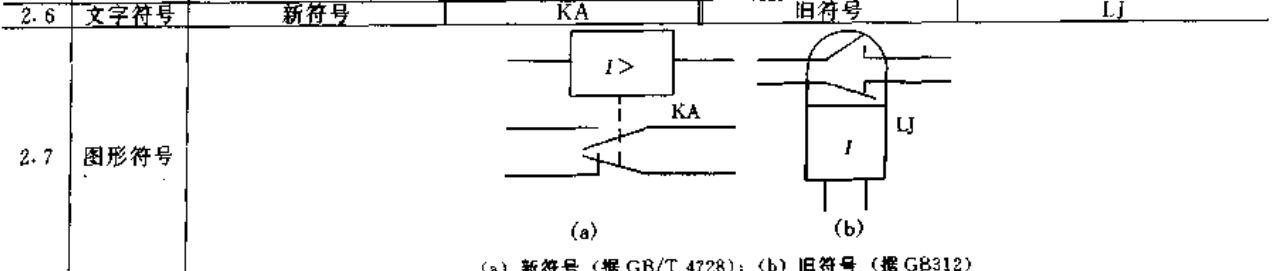 2.6 文字符号 新符号 KA 旧符号 LJ
I>
KA
LJ
2.7 图形符号
I
(a) (b)
(a) 新符号 (据 GB/T 4728); (b) 旧符号 (据 GB312)